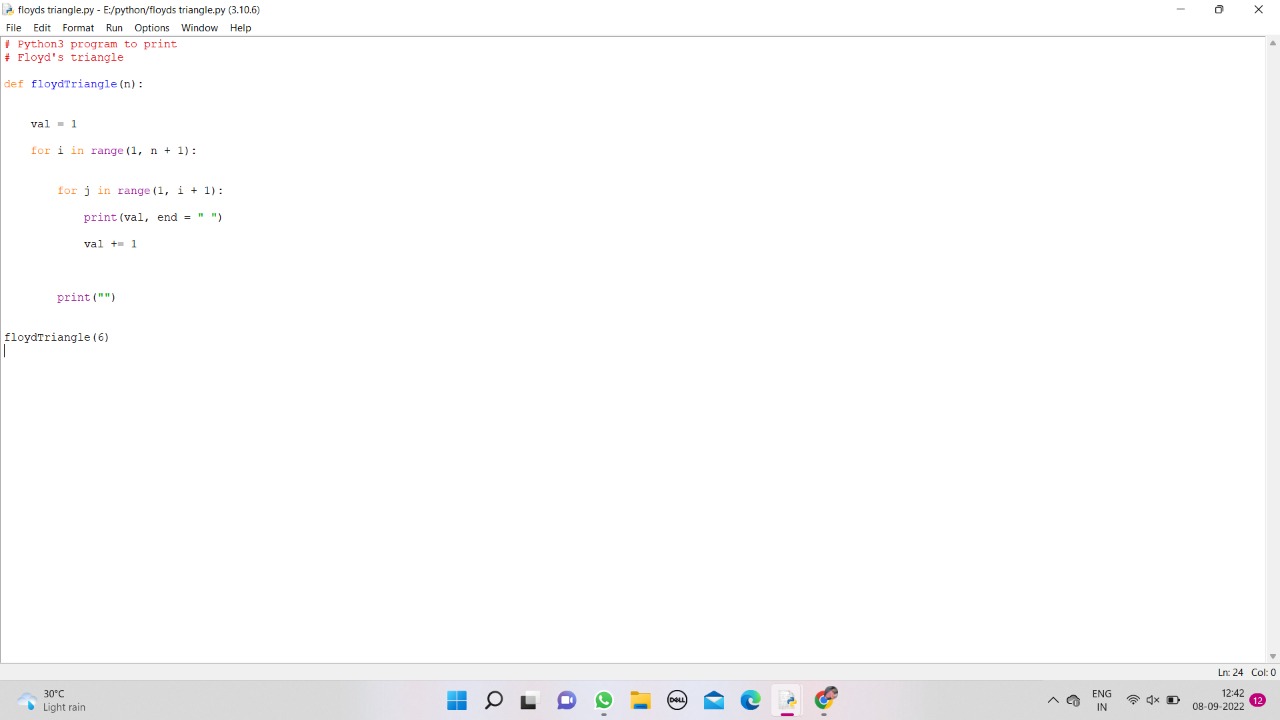 floyds triangle.py - E:/python/floyds triangle.py (3.10.6)
File Edit Format Run Options Window Help
# Python3 program to print
# Floyd's triangle
def floydTriangle(n):
    val = 1
    for i in range(1, n + 1):
        for j in range(1, i + 1):
            print(val, end = " ")
            val += 1
        print("")
floydTriangle(6)
Ln: 24 Col: 0
30°C
Light rain
DELL
ENG
IN
12:42
08-09-2022
12